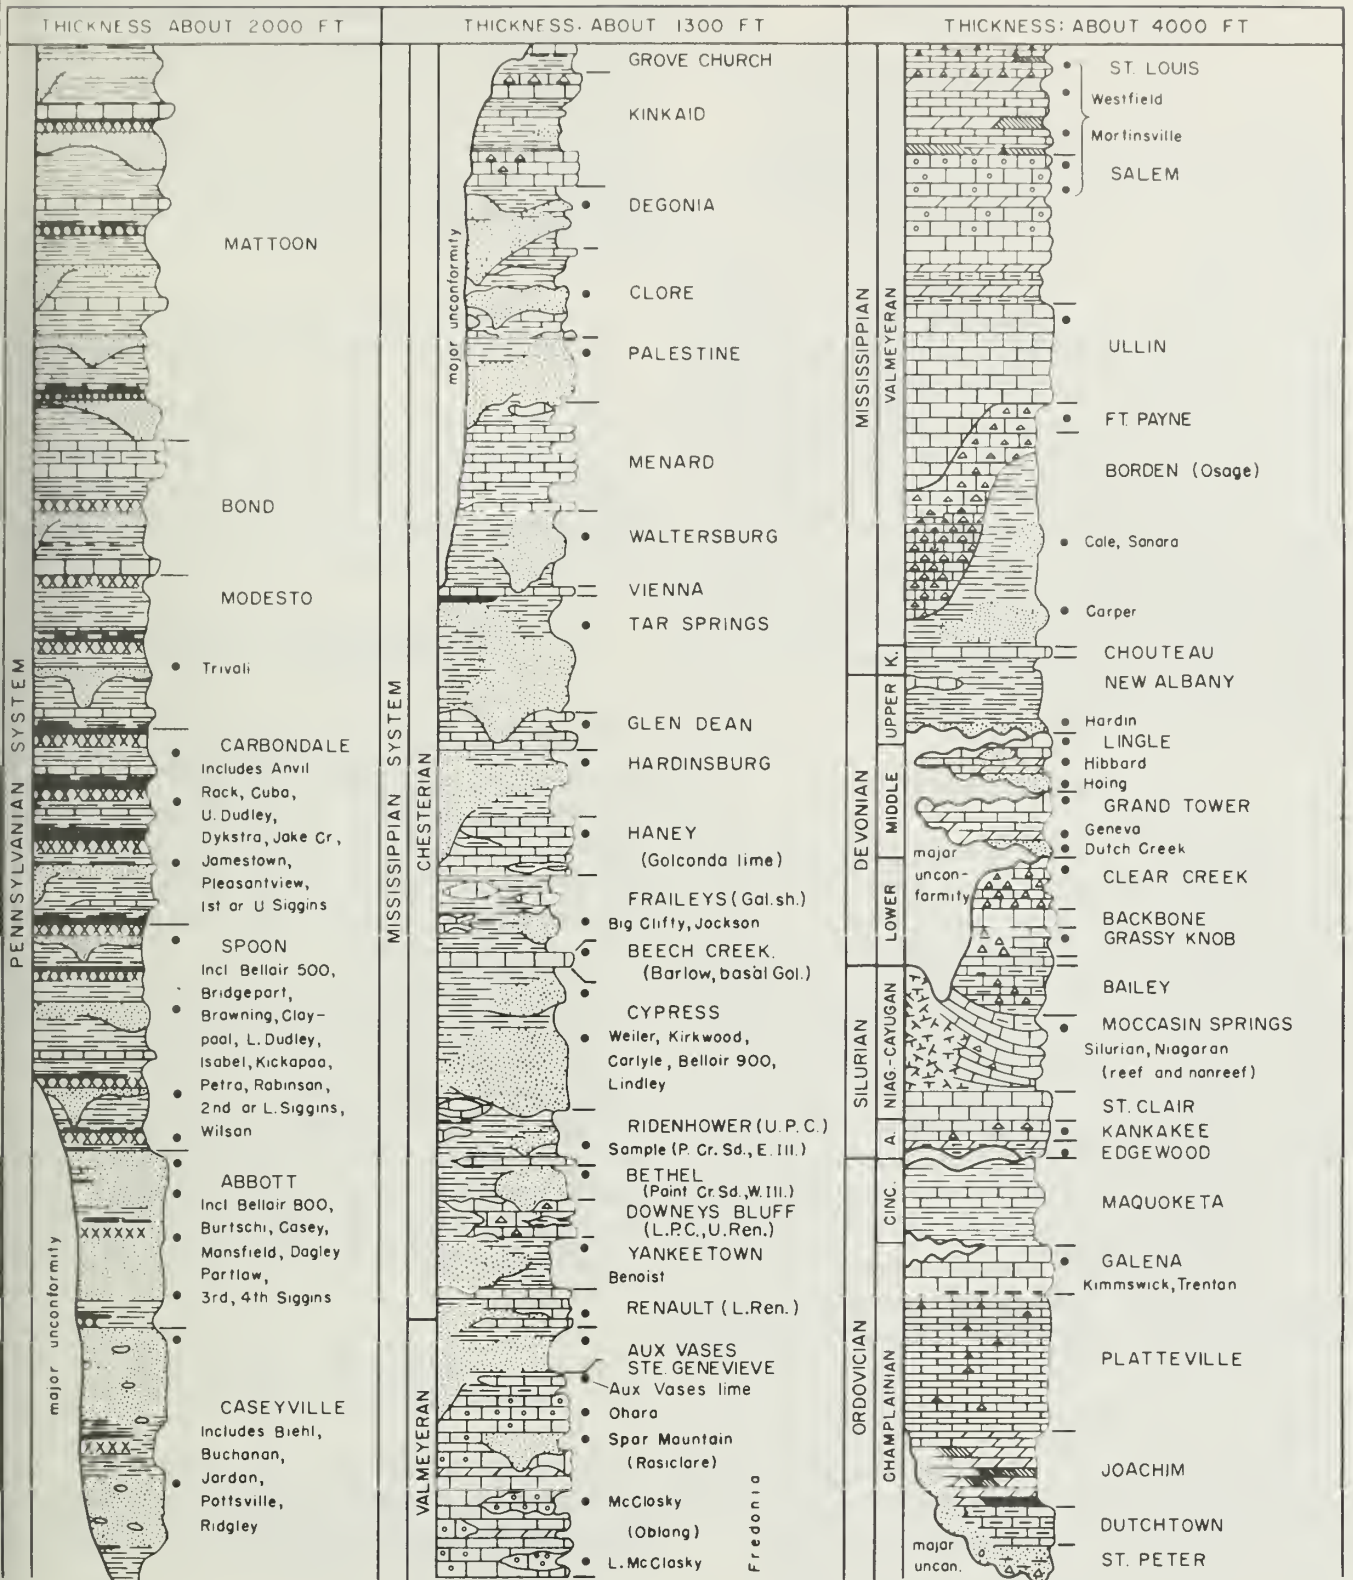 THICKNESS ABOUT 2000 FT
PENNSYLVANIAN SYSTEM
MATTOON
BOND
MODESTO
Trivoli
CARBONDALE
Includes Anvil
Rock, Cuba,
U. Dudley,
Dykstra, Jake Cr,
Jamestown,
Pleasantview,
1st or U Siggins
SPOON
Incl Bellair 500,
Bridgeport,
Browning, Clay-
pool, L. Dudley,
Isabel, Kickapoo,
Petro, Robinson,
2nd or L. Siggins,
Wilson
major unconformity
ABBOTT
Incl Bellair 800,
Burtschi, Casey,
Mansfield, Dagley
Partlow,
3rd, 4th Siggins
CASEYVILLE
Includes Biehl,
Buchanan,
Jordan,
Pottsville,
Ridgley
THICKNESS. ABOUT 1300 FT
MISSISSIPPIAN SYSTEM
CHESTERIAN
major unconformity
GROVE CHURCH
KINKAID
DEGONIA
CLORE
PALESTINE
MENARD
WALTERSBURG
VIENNA
TAR SPRINGS
GLEN DEAN
HARDINSBURG
HANEY
(Golconda lime)
FRAILEYS (Gol. sh.)
Big Clifty, Jackson
BEECH CREEK.
(Barlow, basal Gol.)
CYPRESS
Weiler, Kirkwood,
Carlyle, Bellair 900,
Lindley
RIDENHOWER (U.P.C.)
Sample (P. Cr. Sd., E. Ill.)
BETHEL
(Paint Cr. Sd., W. Ill.)
DOWNEYS BLUFF
(L.P.C., U. Ren.)
YANKEETOWN
Benoist
RENAULT (L. Ren.)
VALMEYERAN
AUX VASES
STE. GENEVIEVE
Aux Vases lime
Ohara
Spar Mountain
(Rosiclare)
McClosky
(Oblong)
L. McClosky
Fredonia
THICKNESS: ABOUT 4000 FT
MISSISSIPPIAN
VALMEYERAN
ST. LOUIS
Westfield
Martinsville
SALEM
ULLIN
FT. PAYNE
BORDEN (Osage)
Cole, Sonora
Carper
K.
CHOUTEAU
DEVONIAN
UPPER
NEW ALBANY
Hardin
MIDDLE
LINGLE
Hibbard
Hoing
GRAND TOWER
Geneva
Dutch Creek
LOWER
major
uncon-
formity
CLEAR CREEK
BACKBONE
GRASSY KNOB
BAILEY
SILURIAN
NIAG.-CAYUGAN
MOCCASIN SPRINGS
Silurian, Niagaran
(reef and nonreef)
ST. CLAIR
A.
KANKAKEE
EDGEWOOD
ORDOVICIAN
CINC.
MAQUOKETA
CHAMPLAINIAN
GALENA
Kimmswick, Trenton
PLATTEVILLE
JOACHIM
DUTCHTOWN
major
uncon.
ST. PETER